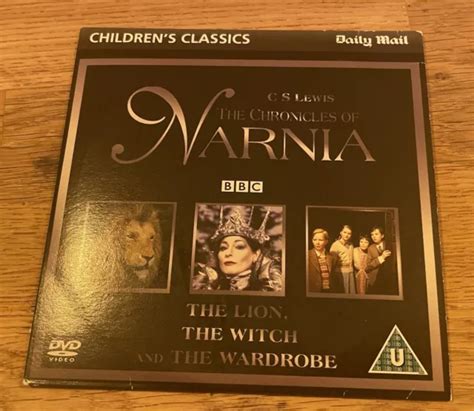 CHILDREN'S CLASSICS Daily Mail
C S LEWIS
THE CHRONICLES OF
NARNIA
BBC
THE LION,
THE WITCH
AND THE WARDROBE
DVD
VIDEO
U